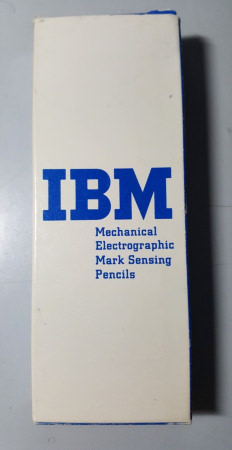 IBM
Mechanical
Electrographic
Mark Sensing
Pencils